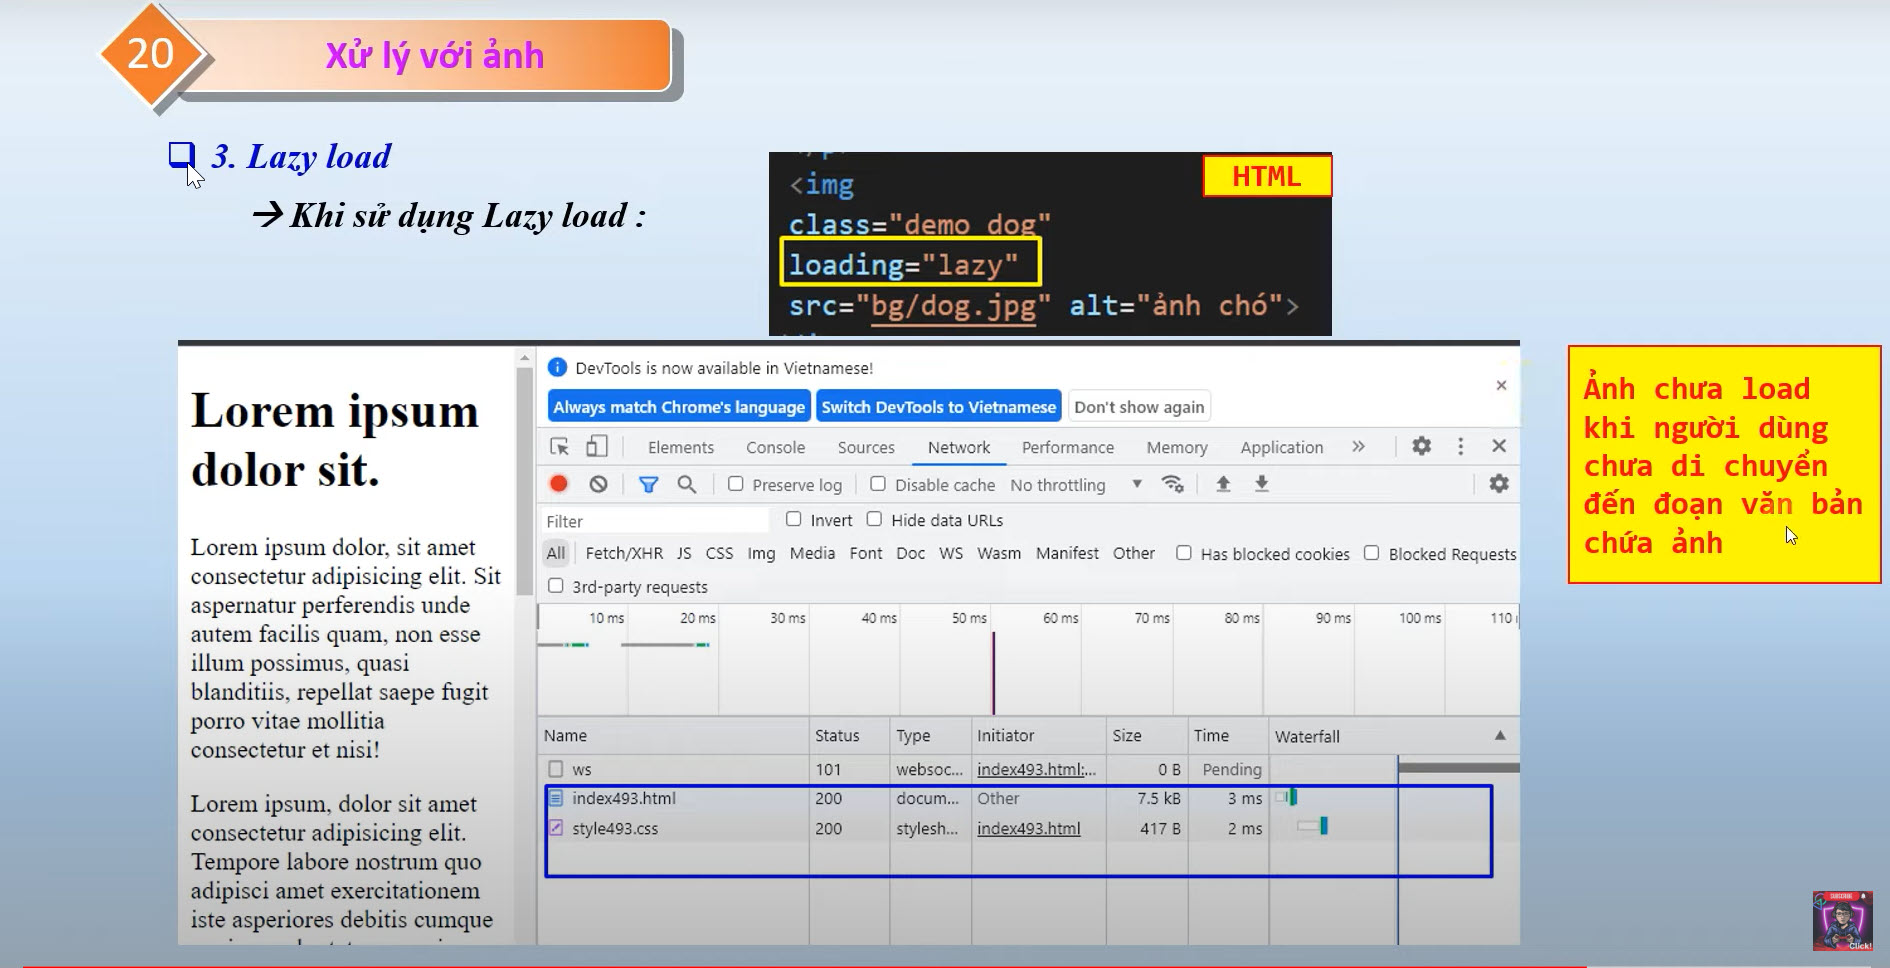 20
Xử lý với ảnh
3. Lazy load
→ Khi sử dụng Lazy load :
HTML
<img
class="demo dog"
loading="lazy"
src="bg/dog.jpg" alt="ảnh chó">
Lorem ipsum
dolor sit.
Lorem ipsum dolor, sit amet
consectetur adipisicing elit. Sit
aspernatur perferendis unde
autem facilis quam, non esse
illum possimus, quasi
blanditiis, repellat saepe fugit
porro vitae mollitia
consectetur et nisi!
Lorem ipsum, dolor sit amet
consectetur adipisicing elit.
Tempore labore nostrum quo
adipisci amet exercitationem
iste asperiores debitis cumque
DevTools is now available in Vietnamese!
Always match Chrome's language Switch DevTools to Vietnamese Don't show again
Elements Console Sources Network Performance Memory Application
Preserve log Disable cache No throttling
Filter Invert Hide data URLs
All Fetch/XHR JS CSS Img Media Font Doc WS Wasm Manifest Other Has blocked cookies Blocked Requests
3rd-party requests
10 ms 20 ms 30 ms 40 ms 50 ms 60 ms 70 ms 80 ms 90 ms 100 ms 110
Name Status Type Initiator Size Time Waterfall
ws 101 websoc... index493.html:... 0 B Pending
index493.html 200 docum... Other 7.5 kB 3 ms
style493.css 200 stylesh... index493.html 417 B 2 ms
Ảnh chưa load
khi người dùng
chưa di chuyển
đến đoạn văn bản
chứa ảnh
SUBSCRIBE
Click!